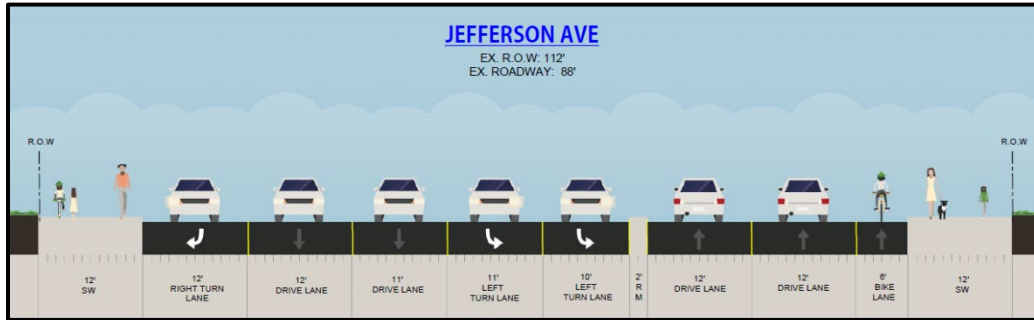 JEFFERSON AVE
EX. R.O.W: 112'
EX. ROADWAY: 88'
R.O.W
R.O.W
12'
SW
12'
RIGHT TURN
LANE
12'
DRIVE LANE
11'
DRIVE LANE
11'
LEFT
TURN LANE
10'
LEFT
TURN LANE
2'
R
M
12'
DRIVE LANE
12'
DRIVE LANE
6'
BIKE
LANE
12'
SW